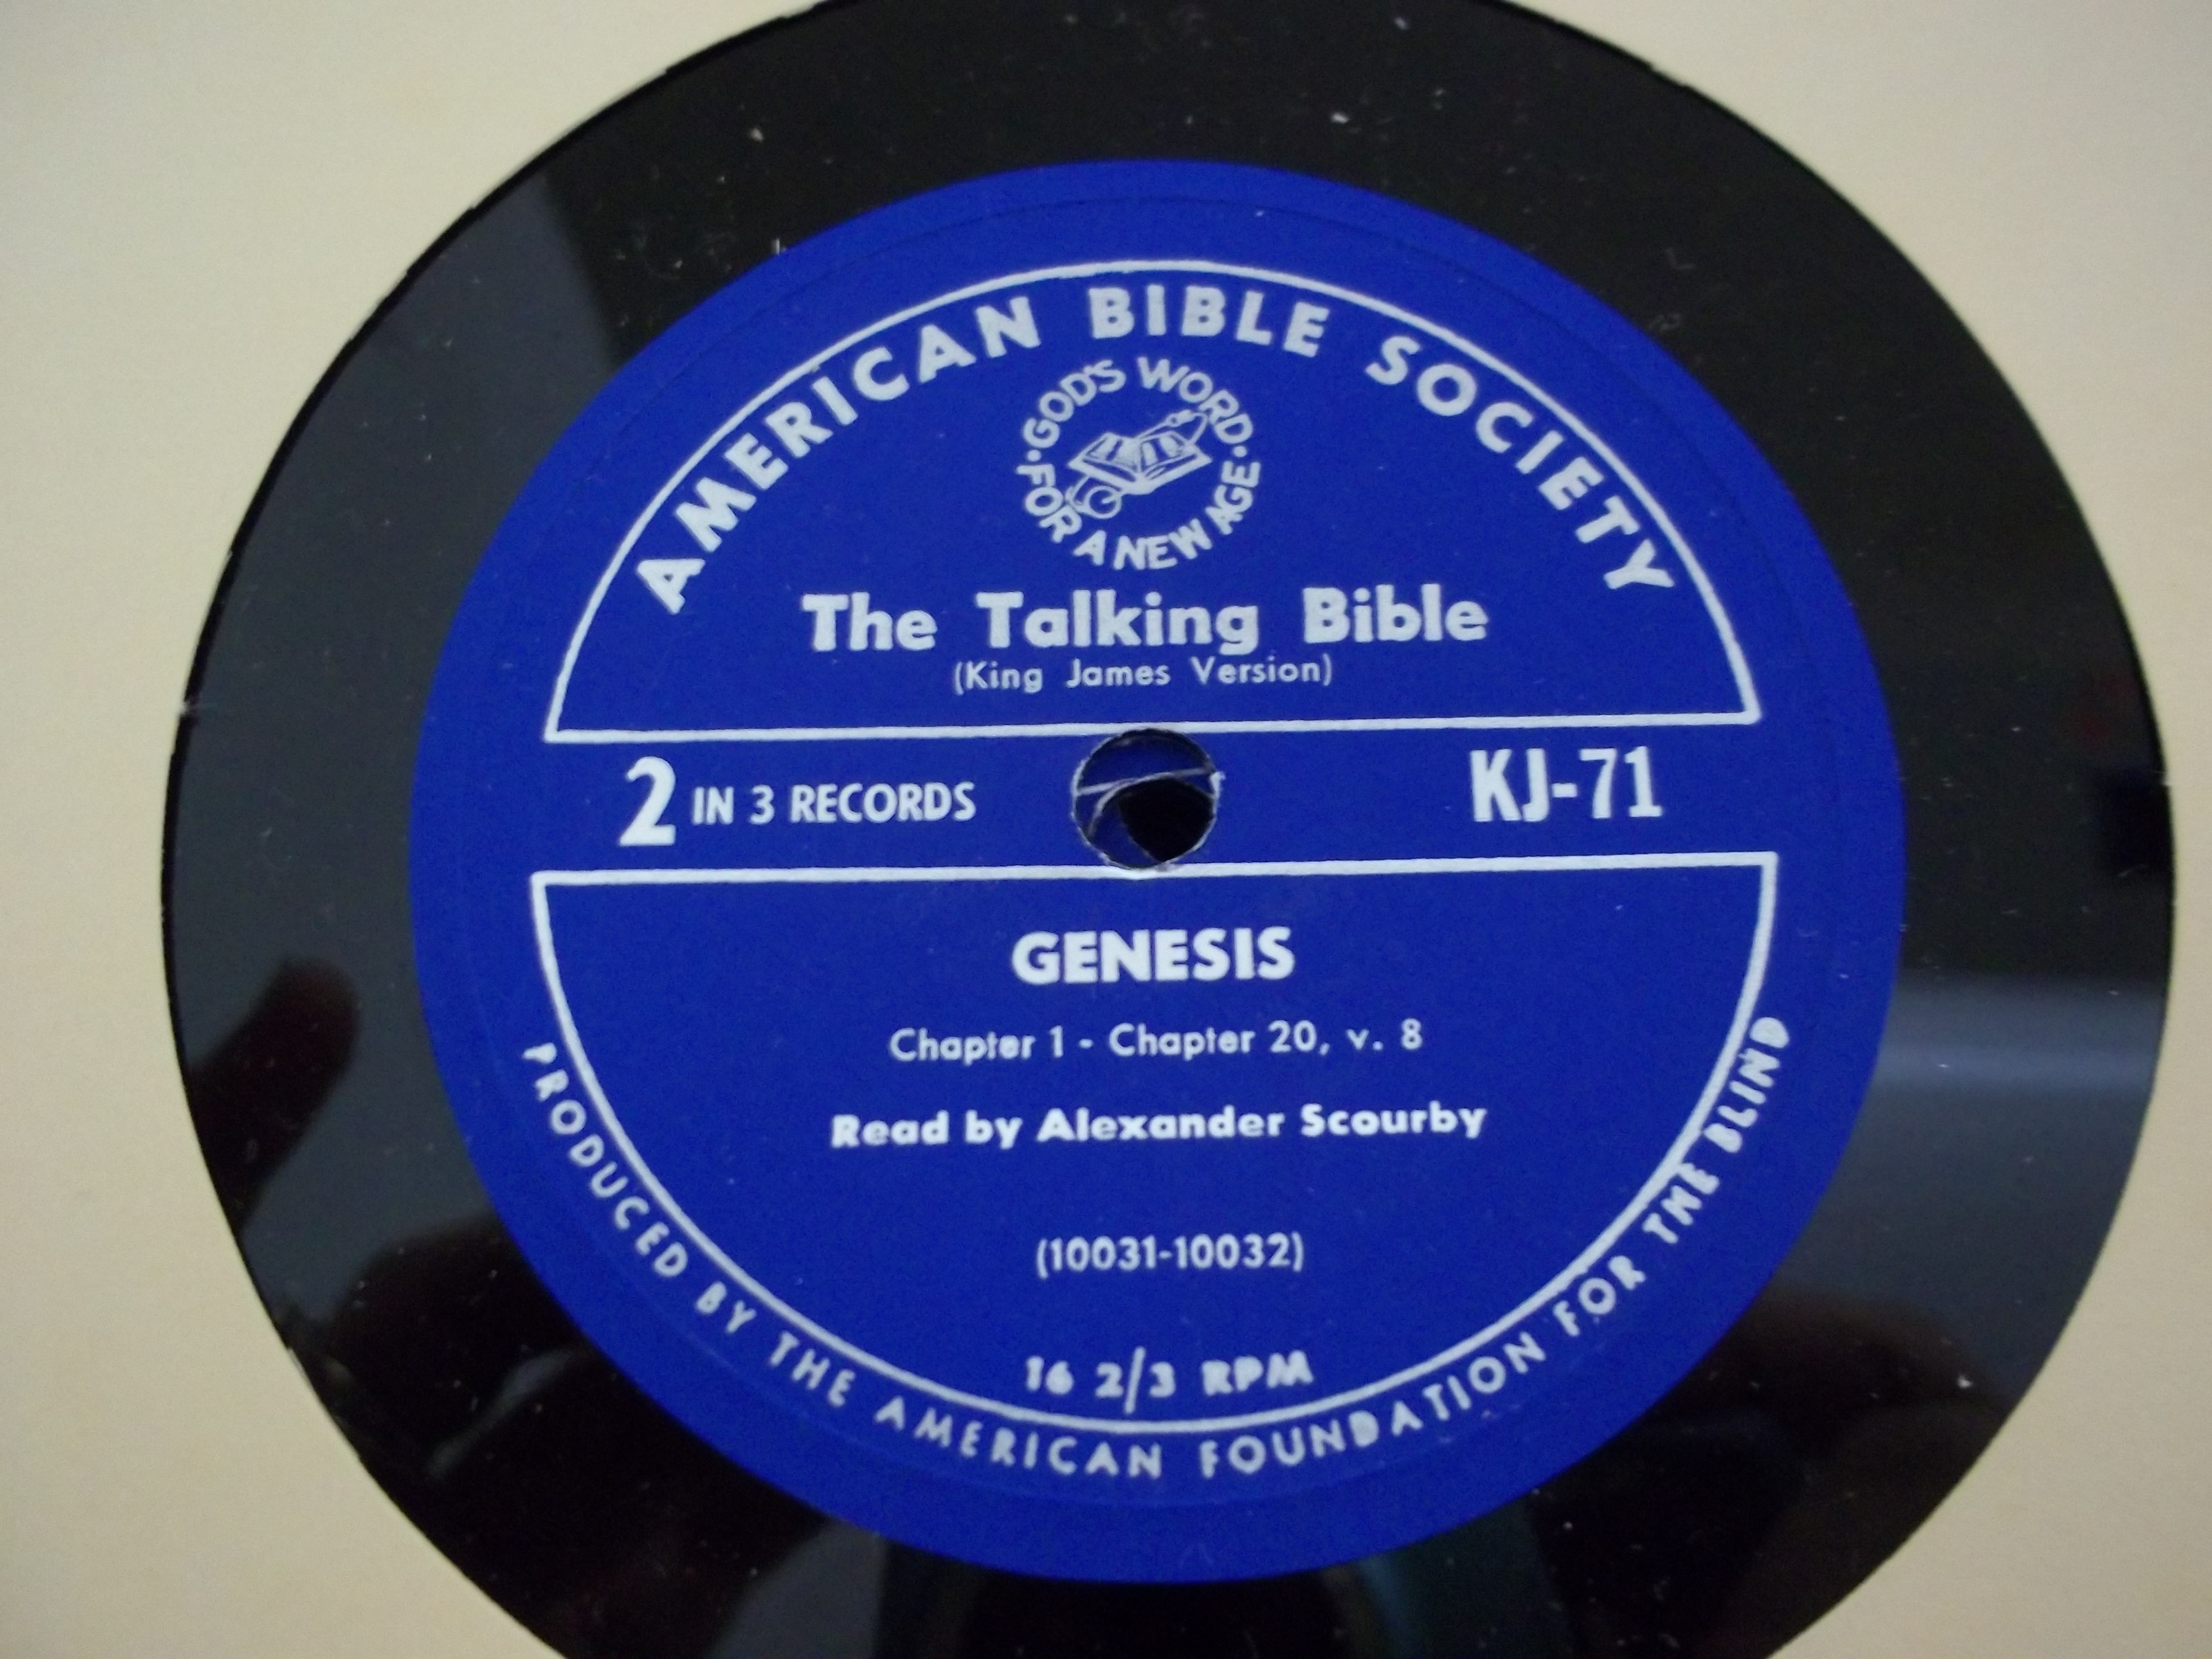 AMERICAN BIBLE SOCIETY
GOD'S WORD
• FOR A NEW AGE •
The Talking Bible
(King James Version)
2 IN 3 RECORDS
KJ-71
GENESIS
Chapter 1 - Chapter 20, v. 8
Read by Alexander Scourby
(10031-10032)
16 2/3 RPM
PRODUCED BY THE AMERICAN FOUNDATION FOR THE BLIND